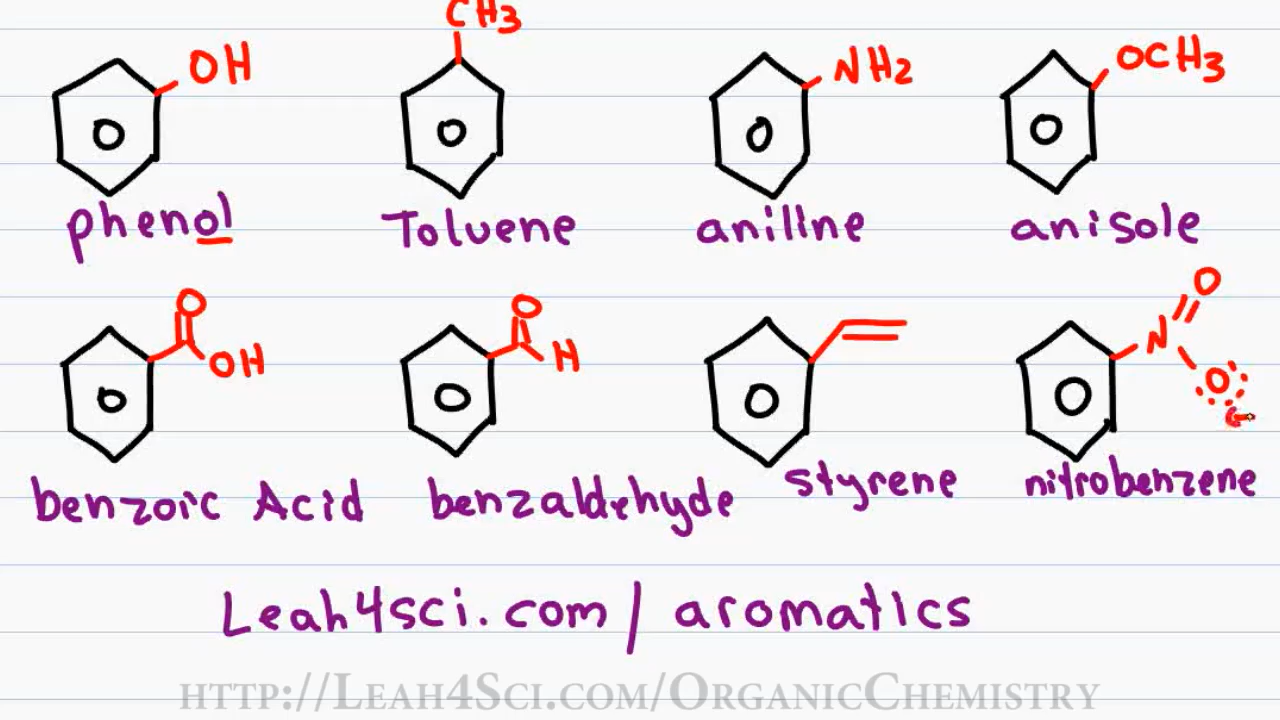 CH3
OH NH2 OCH3
phenol Toluene aniline anisole
O O O
OH H N O
benzoic Acid benzaldehyde styrene nitrobenzene
Leah4sci.com/aromatics
HTTP://LEAH4SCI.COM/ORGANICCHEMISTRY